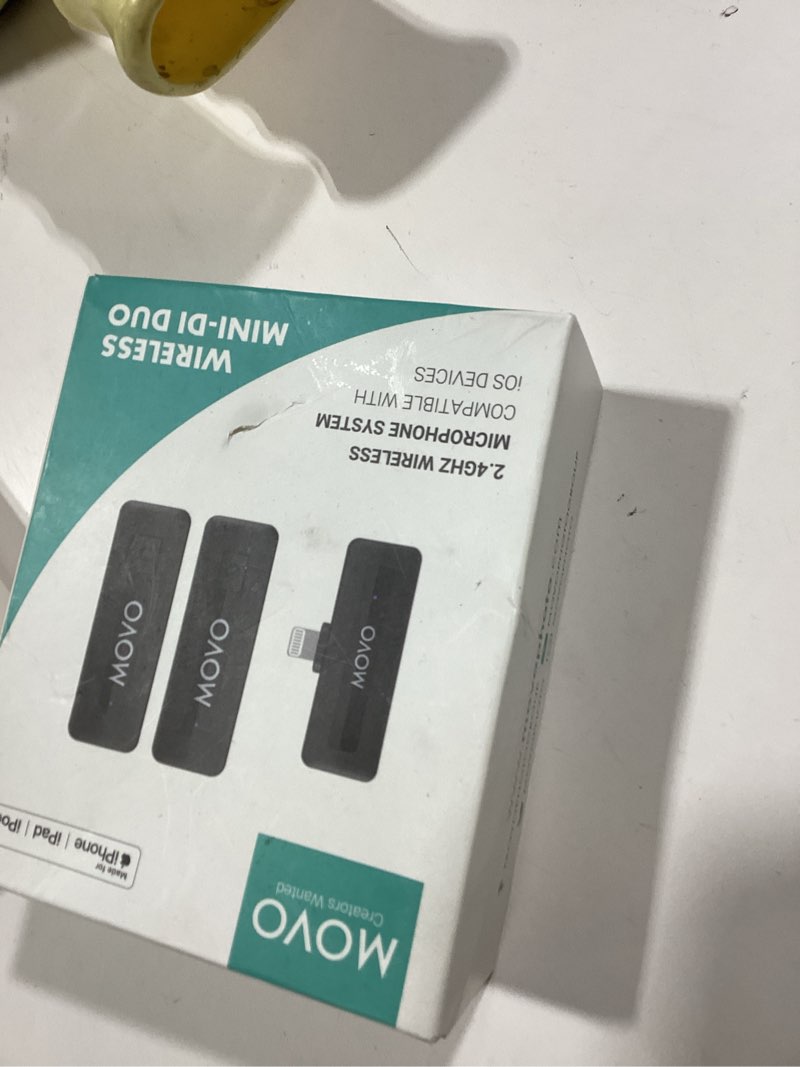 MOVO
Creators Wanted
Made for
iPhone | iPad |
MOVO
MOVO
MOVO
2.4GHZ WIRELESS
MICROPHONE SYSTEM
COMPATIBLE WITH
iOS DEVICES
WIRELESS
MINI-DI DUO